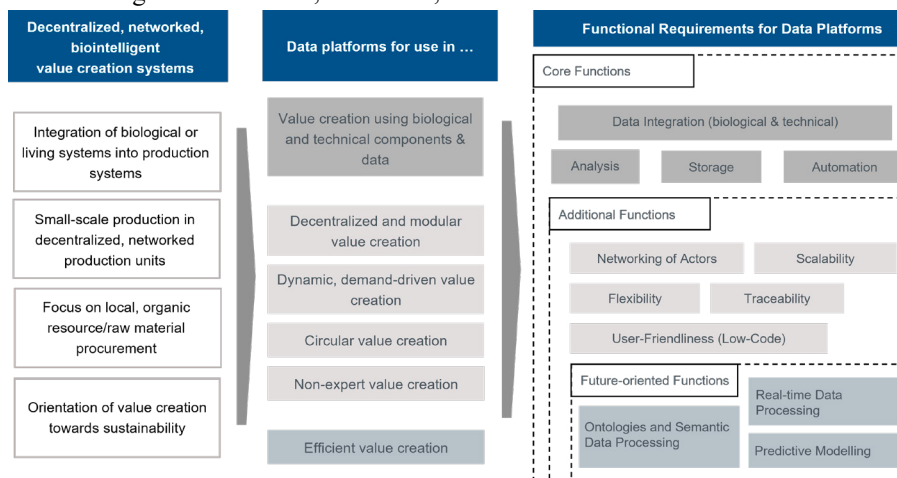 Decentralized, networked,
biointelligent
value creation systems
Integration of biological or
living systems into production
systems
Small-scale production in
decentralized, networked
production units
Focus on local, organic
resource/raw material
procurement
Orientation of value creation
towards sustainability
Data platforms for use in …
Value creation using biological
and technical components &
data
Decentralized and modular
value creation
Dynamic, demand-driven value
creation
Circular value creation
Non-expert value creation
Efficient value creation
Functional Requirements for Data Platforms
Core Functions
Data Integration (biological & technical)
Analysis
Storage
Automation
Additional Functions
Networking of Actors
Scalability
Flexibility
Traceability
User-Friendliness (Low-Code)
Future-oriented Functions
Ontologies and Semantic
Data Processing
Real-time Data
Processing
Predictive Modelling